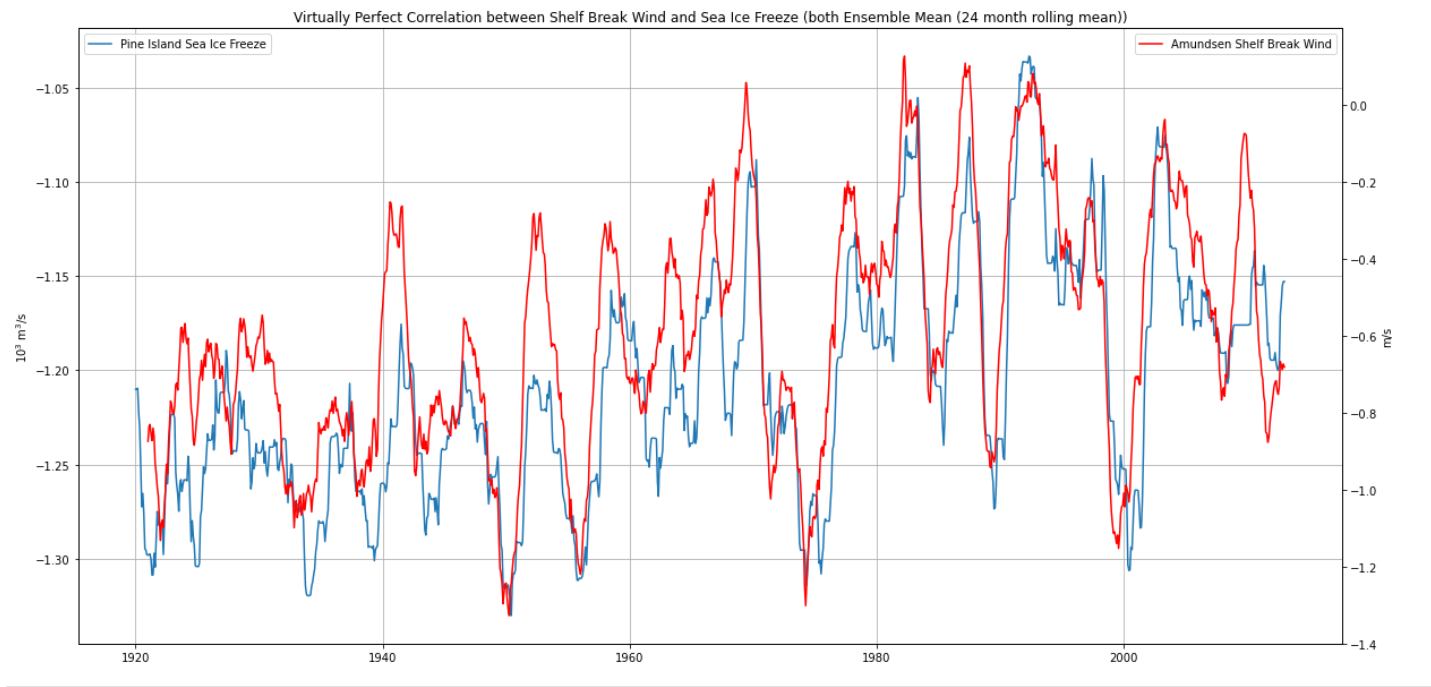 Virtually Perfect Correlation between Shelf Break Wind and Sea Ice Freeze (both Ensemble Mean (24 month rolling mean))
Pine Island Sea Ice Freeze
Amundsen Shelf Break Wind
10³ m³/s
−1.05
−1.10
−1.15
−1.20
−1.25
−1.30
0.0
−0.2
−0.4
−0.6
−0.8
−1.0
−1.2
−1.4
m/s
1920 1940 1960 1980 2000